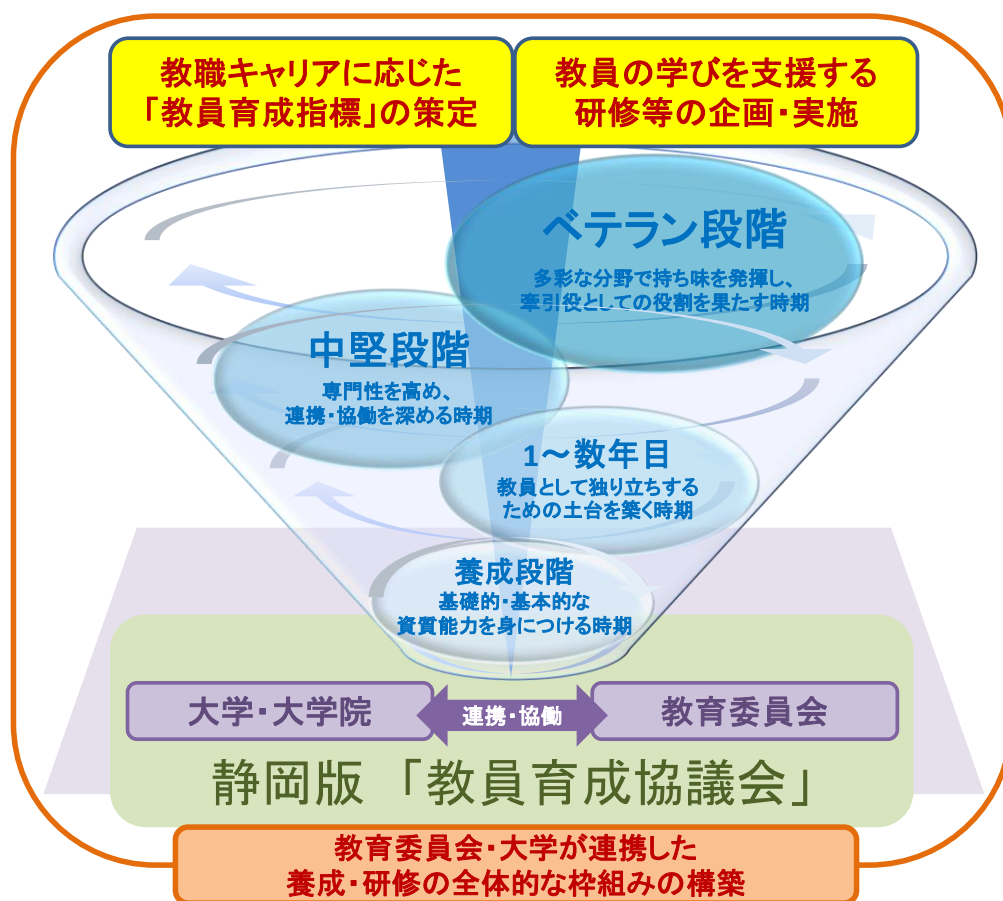 教職キャリアに応じた
「教員育成指標」の策定
教員の学びを支援する
研修等の企画・実施
ベテラン段階
多彩な分野で持ち味を発揮し、
牽引役としての役割を果たす時期
中堅段階
専門性を高め、
連携・協働を深める時期
1～数年目
教員として独り立ちする
ための土台を築く時期
養成段階
基礎的・基本的な
資質能力を身につける時期
大学・大学院
連携・協働
教育委員会
静岡版 「教員育成協議会」
教育委員会・大学が連携した
養成・研修の全体的な枠組みの構築